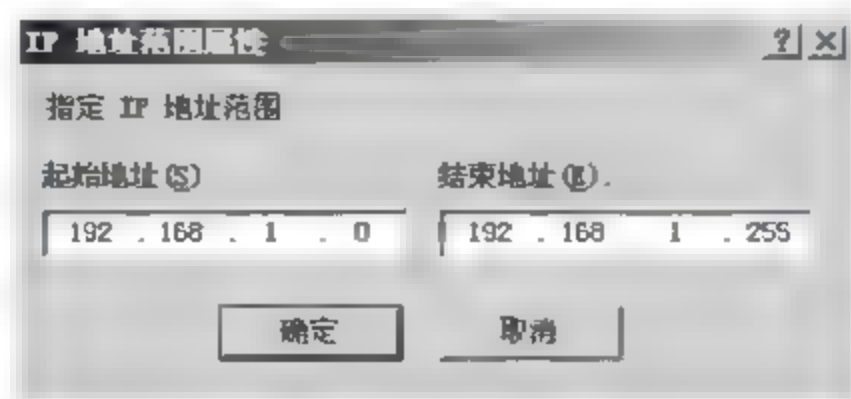 IP 地址范围属性
? ×
指定 IP 地址范围
起始地址(S)
结束地址(E).
192 . 168 . 1 . 0
192 . 168 1 . 255
确定
取消